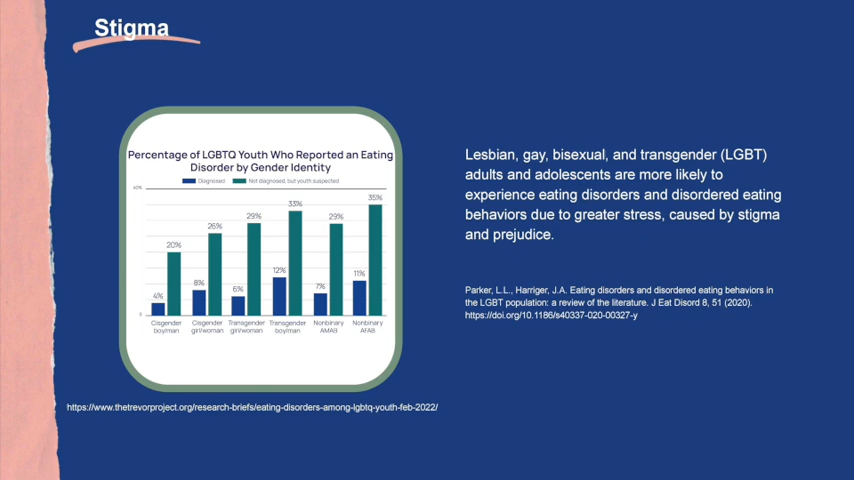 Stigma
Percentage of LGBTQ Youth Who Reported an Eating
Disorder by Gender Identity
Diagnosed Not diagnosed, but youth suspected
40%
35%
33%
29% 29%
26%
20%
12% 11%
8% 6% 7%
4%
0
Cisgender Cisgender Transgender Transgender Nonbinary Nonbinary
boy/man girl/woman girl/woman boy/man AMAB AFAB
https://www.thetrevorproject.org/research-briefs/eating-disorders-among-lgbtq-youth-feb-2022/
Lesbian, gay, bisexual, and transgender (LGBT)
adults and adolescents are more likely to
experience eating disorders and disordered eating
behaviors due to greater stress, caused by stigma
and prejudice.
Parker, L.L., Harriger, J.A. Eating disorders and disordered eating behaviors in
the LGBT population: a review of the literature. J Eat Disord 8, 51 (2020).
https://doi.org/10.1186/s40337-020-00327-y